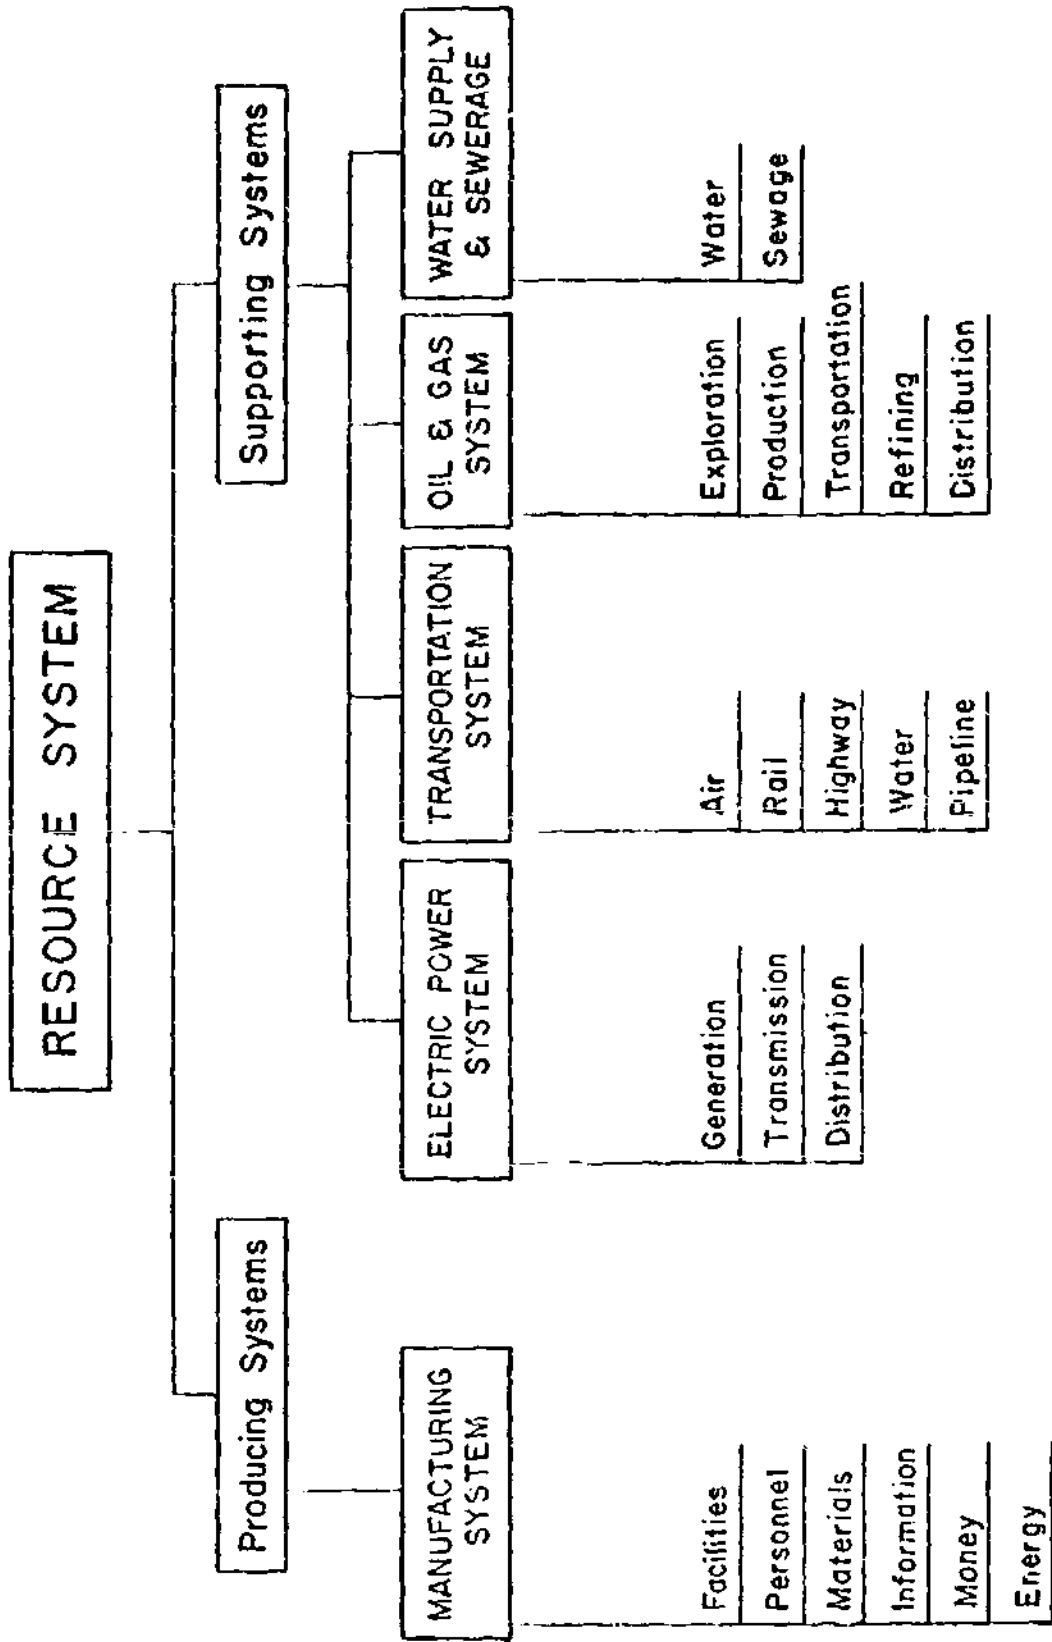 RESOURCE SYSTEM
Producing Systems
Supporting Systems
MANUFACTURING
SYSTEM
ELECTRIC POWER
SYSTEM
TRANSPORTATION
SYSTEM
OIL & GAS
SYSTEM
WATER SUPPLY
& SEWERAGE
Facilities
Personnel
Materials
Information
Money
Energy
Generation
Transmission
Distribution
Air
Rail
Highway
Water
Pipeline
Exploration
Production
Transportation
Refining
Distribution
Water
Sewage